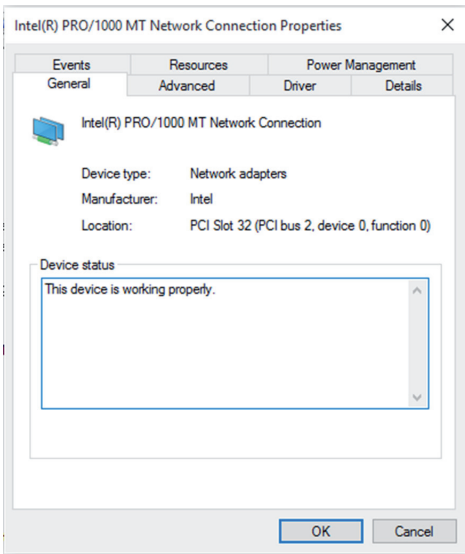 Intel(R) PRO/1000 MT Network Connection Properties
Events Resources Power Management
General Advanced Driver Details
Intel(R) PRO/1000 MT Network Connection
Device type: Network adapters
Manufacturer: Intel
Location: PCI Slot 32 (PCI bus 2, device 0, function 0)
Device status
This device is working properly.
OK Cancel